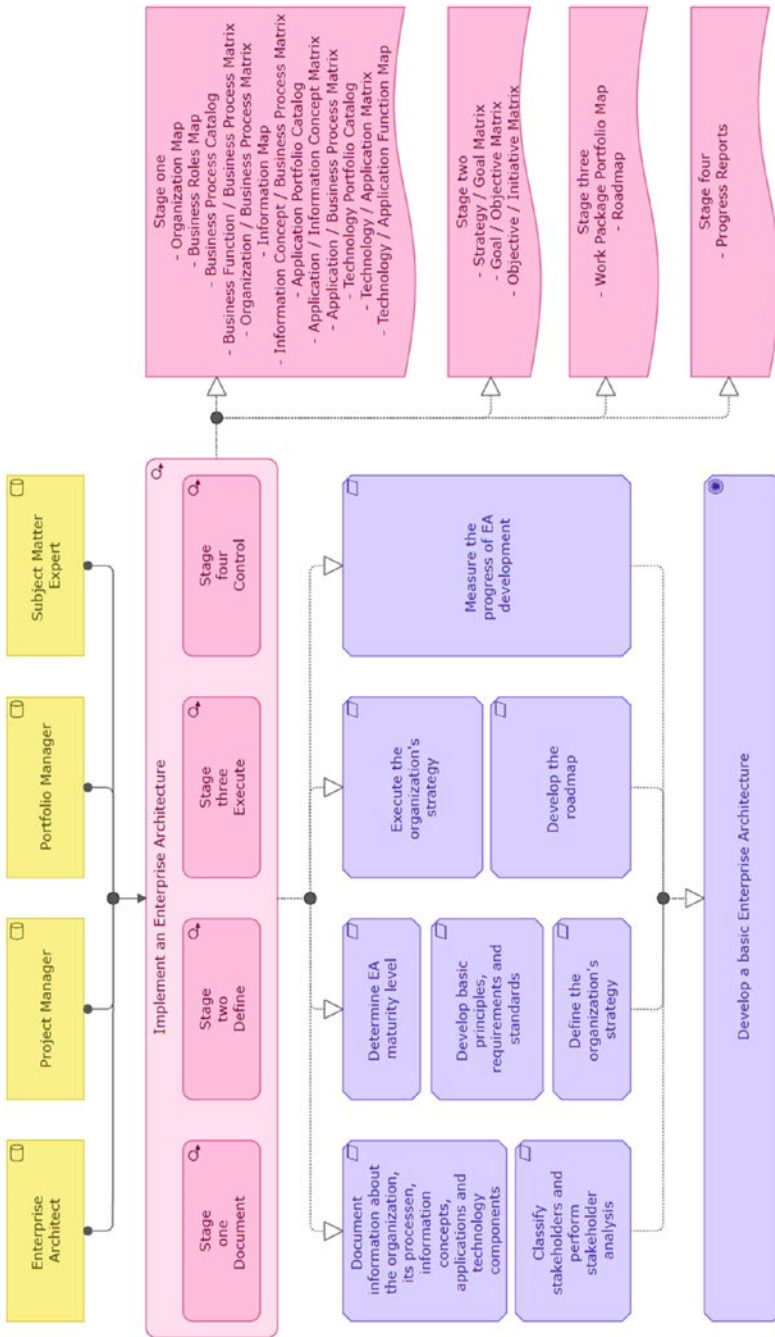 Enterprise
Architect
Project Manager
Portfolio Manager
Subject Matter
Expert
Implement an Enterprise Architecture
Stage
one
Document
Stage
two
Define
Stage
three
Execute
Stage
four
Control
Document
information about
the organization,
its processen,
information
concepts,
applications and
technology
components
Classify
stakeholders and
perform
stakeholder
analysis
Determine EA
maturity level
Develop basic
principles,
requirements and
standards
Define the
organization's
strategy
Execute the
organization's
strategy
Develop the
roadmap
Measure the
progress of EA
development
Develop a basic Enterprise Architecture
Stage one
- Organization Map
- Business Roles Map
- Business Process Catalog
- Business Function / Business Process Matrix
- Organization / Business Process Matrix
- Information Map
- Information Concept / Business Process Matrix
- Application Portfolio Catalog
- Application / Information Concept Matrix
- Application / Business Process Matrix
- Technology Portfolio Catalog
- Technology / Application Matrix
- Technology / Application Function Map
Stage two
- Strategy / Goal Matrix
- Goal / Objective Matrix
- Objective / Initiative Matrix
Stage three
- Work Package Portfolio Map
- Roadmap
Stage four
- Progress Reports